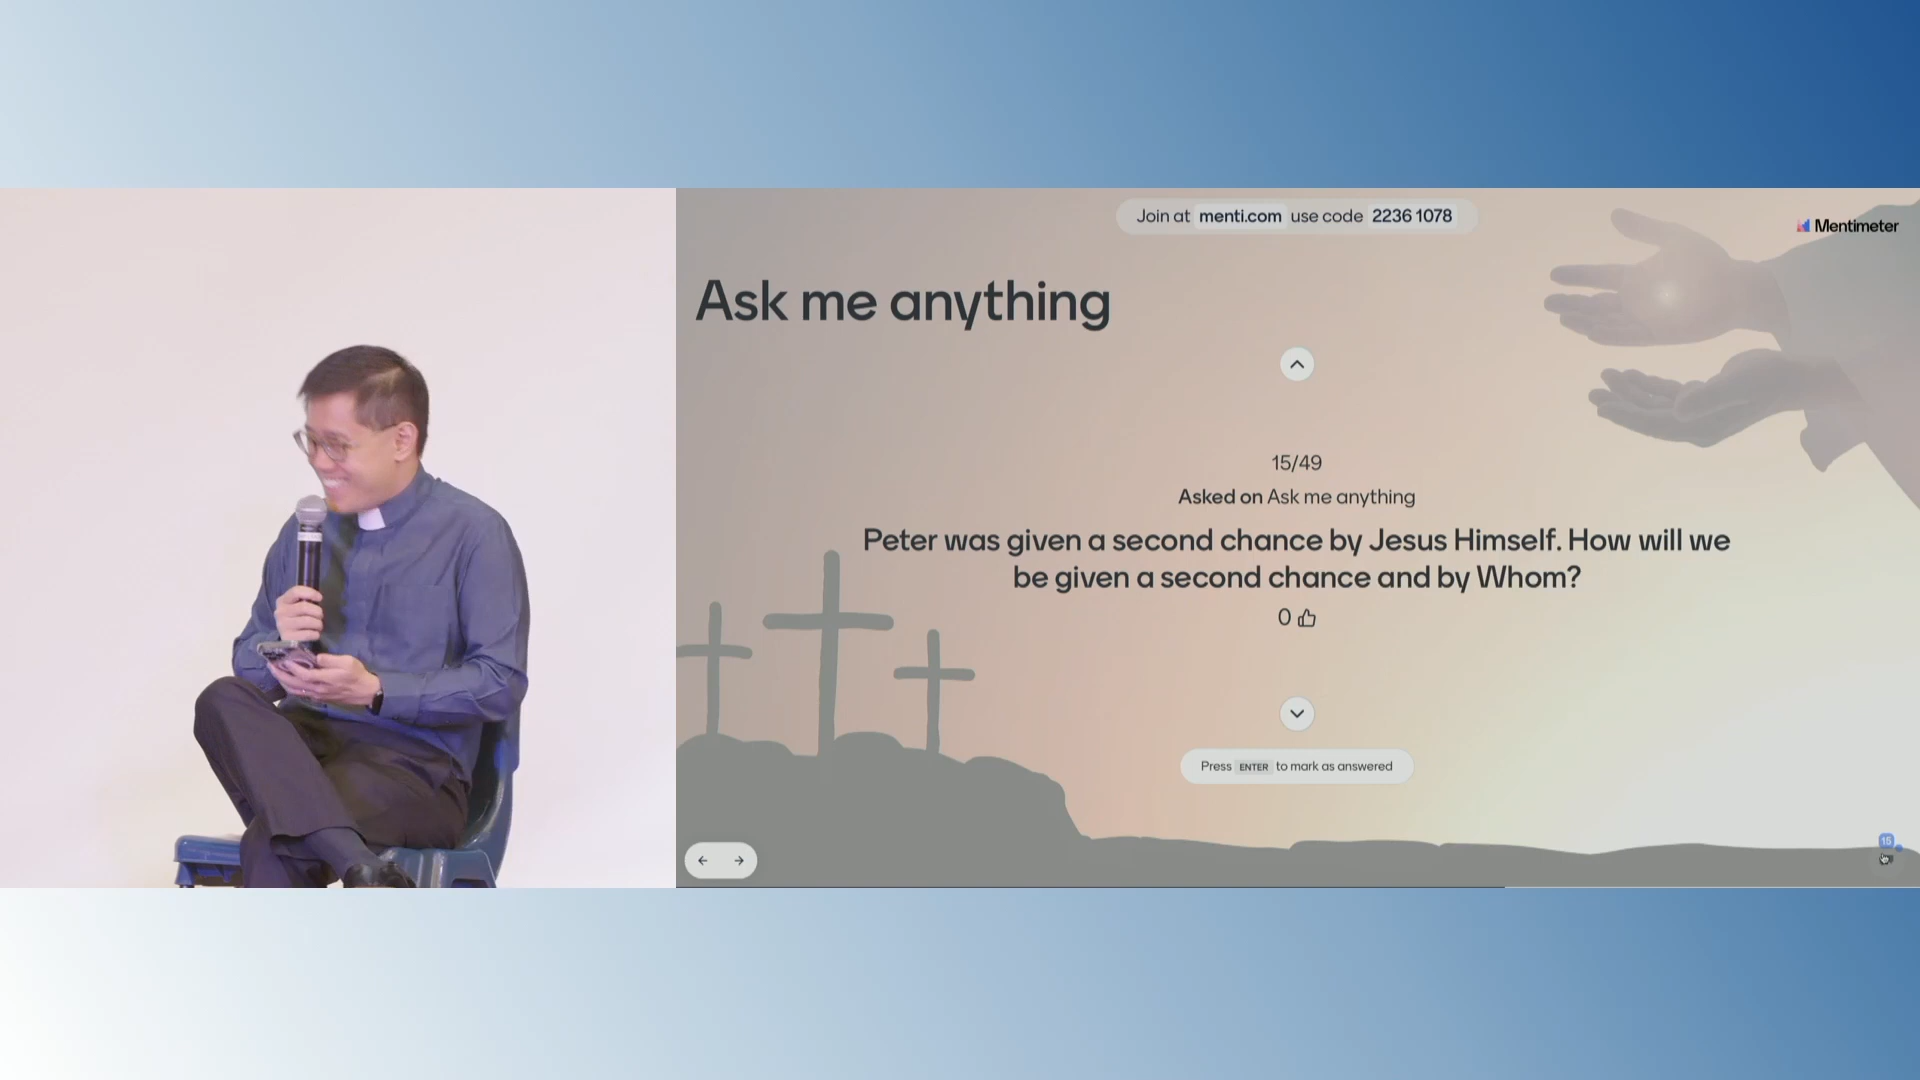 Join at menti.com use code 2236 1078
Mentimeter
Ask me anything
15/49
Asked on Ask me anything
Peter was given a second chance by Jesus Himself. How will we
be given a second chance and by Whom?
0
Press ENTER to mark as answered
15